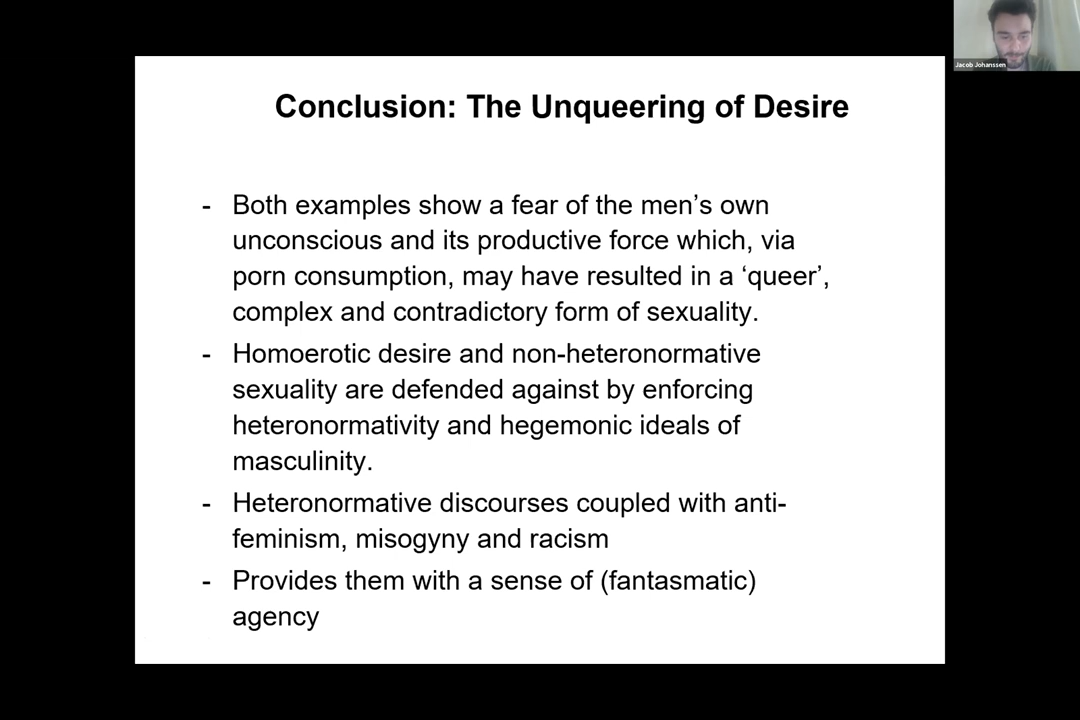 Jacob Johanssen
Conclusion: The Unqueering of Desire
- Both examples show a fear of the men’s own
unconscious and its productive force which, via
porn consumption, may have resulted in a ‘queer’,
complex and contradictory form of sexuality.
- Homoerotic desire and non-heteronormative
sexuality are defended against by enforcing
heteronormativity and hegemonic ideals of
masculinity.
- Heteronormative discourses coupled with anti-
feminism, misogyny and racism
- Provides them with a sense of (fantasmatic)
agency